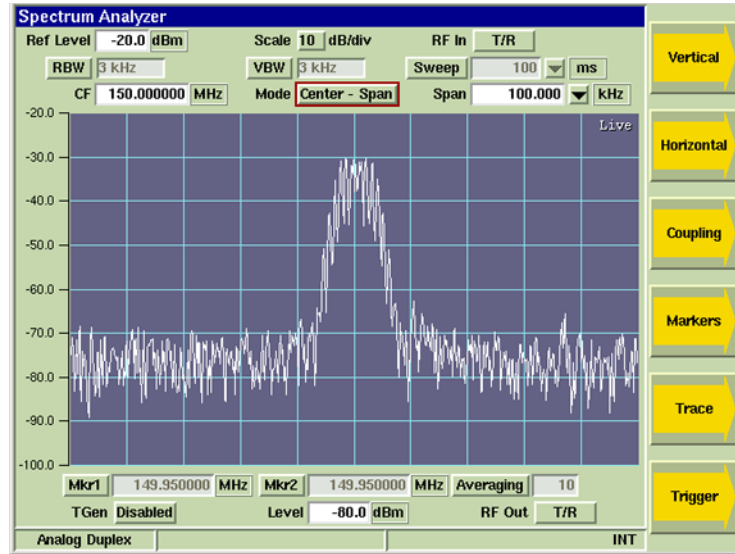 Spectrum Analyzer
Ref Level -20.0 dBm Scale 10 dB/div RF In T/R
RBW 3 kHz VBW 3 kHz Sweep 100 ms
CF 150.000000 MHz Mode Center - Span Span 100.000 kHz
-20.0
Live
-30.0
-40.0
-50.0
-60.0
-70.0
-80.0
-90.0
-100.0
Mkr1 149.950000 MHz Mkr2 149.950000 MHz Averaging 10
TGen Disabled Level -80.0 dBm RF Out T/R
Analog Duplex INT
Vertical
Horizontal
Coupling
Markers
Trace
Trigger